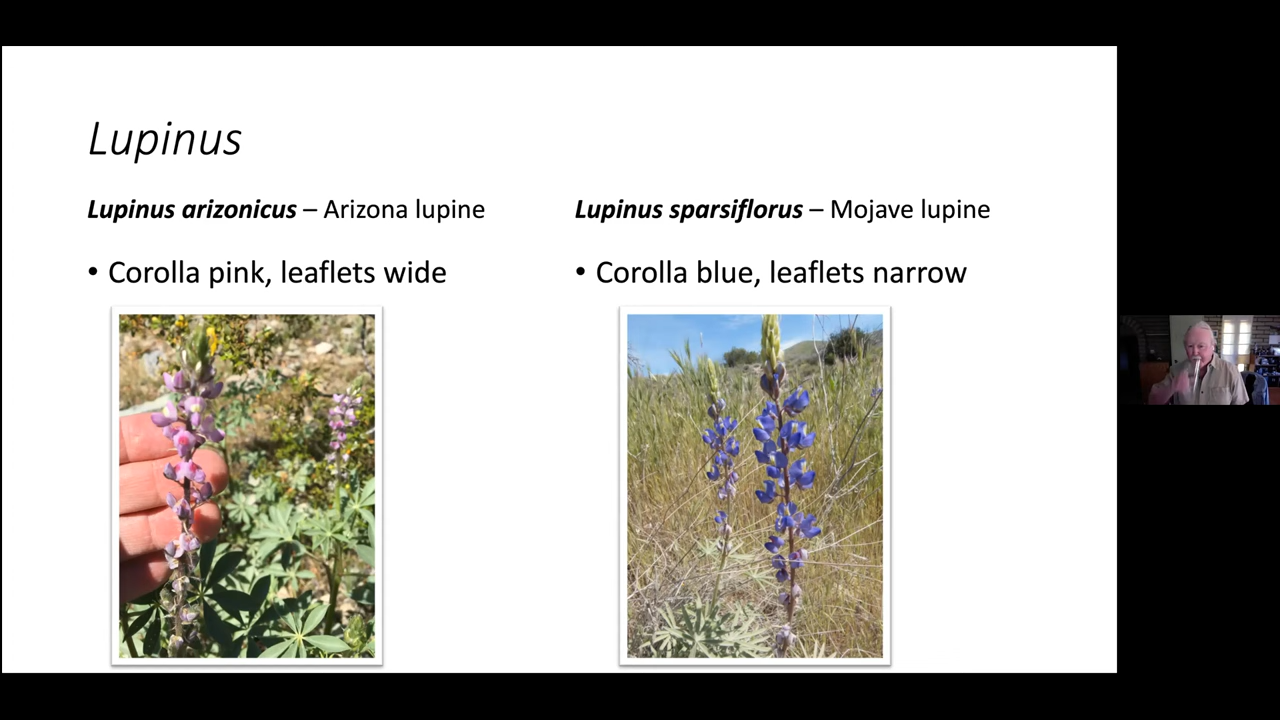 Lupinus
Lupinus arizonicus – Arizona lupine
• Corolla pink, leaflets wide
Lupinus sparsiflorus – Mojave lupine
• Corolla blue, leaflets narrow